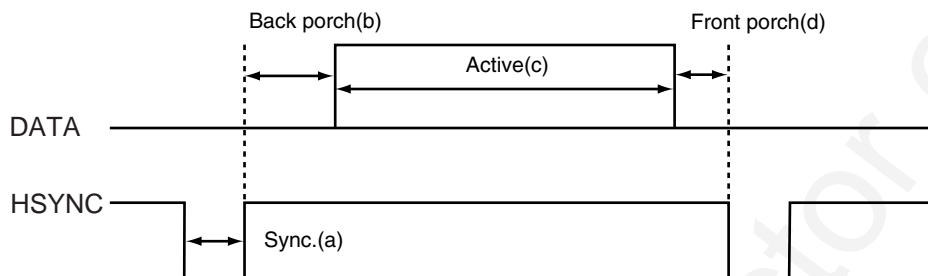 Back porch(b)
Front porch(d)
Active(c)
DATA
HSYNC
Sync.(a)